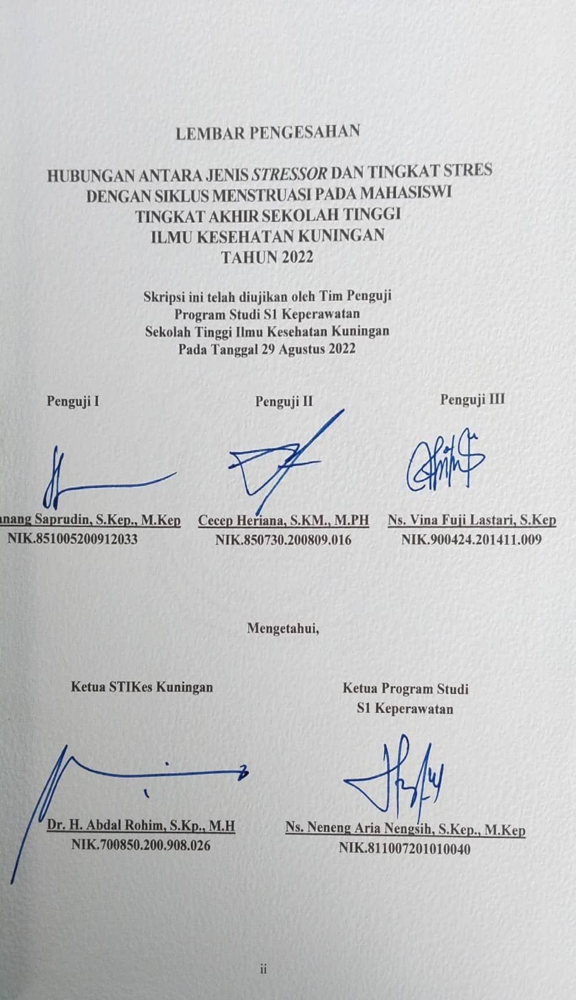 LEMBAR PENGESAHAN
HUBUNGAN ANTARA JENIS STRESSOR DAN TINGKAT STRES
DENGAN SIKLUS MENSTRUASI PADA MAHASISWI
TINGKAT AKHIR SEKOLAH TINGGI
ILMU KESEHATAN KUNINGAN
TAHUN 2022
Skripsi ini telah diujikan oleh Tim Penguji
Program Studi S1 Keperawatan
Sekolah Tinggi Ilmu Kesehatan Kuningan
Pada Tanggal 29 Agustus 2022
Penguji I Penguji II Penguji III
Saprudin, S.Kep., M.Kep Cecep Heriana, S.KM., M.PH Ns. Vina Fuji Lastari, S.Kep
NIK.851005200912033 NIK.850730.200809.016 NIK.900424.201411.009
Mengetahui,
Ketua STIKes Kuningan Ketua Program Studi
S1 Keperawatan
Dr. H. Abdal Rohim, S.Kp., M.H Ns. Neneng Aria Nengsih, S.Kep., M.Kep
NIK.700850.200.908.026 NIK.811007201010040
ii